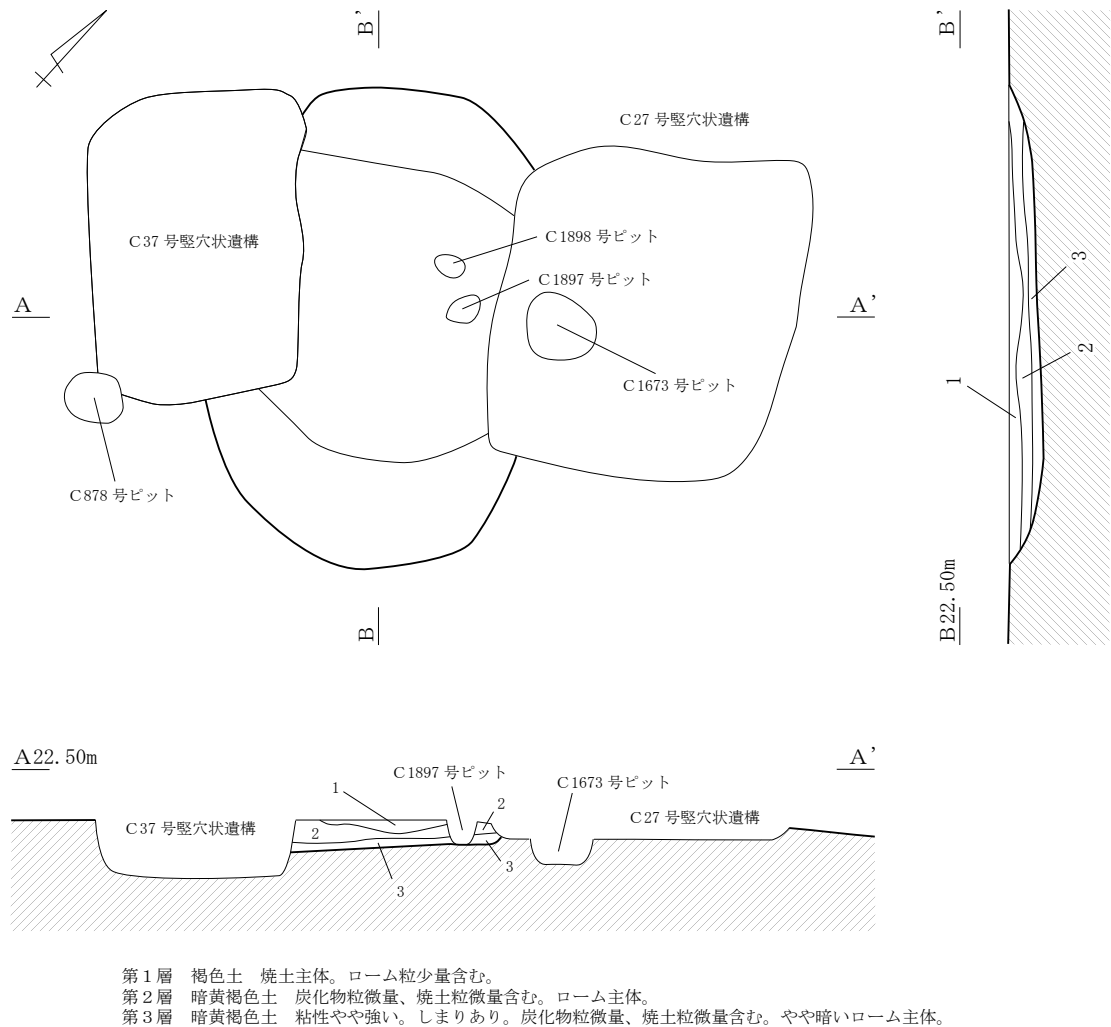 B'
B'
C27 号竪穴状遺構
C1898 号ピット
C37 号竪穴状遺構
C1897 号ピット
3
A
A'
2
C1673 号ピット
1
C878 号ピット
B
B22.50m
A22.50m
A'
C1897 号ピット
C1673 号ピット
1
2
C37 号竪穴状遺構
2
C27 号竪穴状遺構
3
3
第1層 褐色土 焼土主体。ローム粒少量含む。
第2層 暗黄褐色土 炭化物粒微量、焼土粒微量含む。ローム主体。
第3層 暗黄褐色土 粘性やや強い。しまりあり。炭化物粒微量、焼土粒微量含む。やや暗いローム主体。